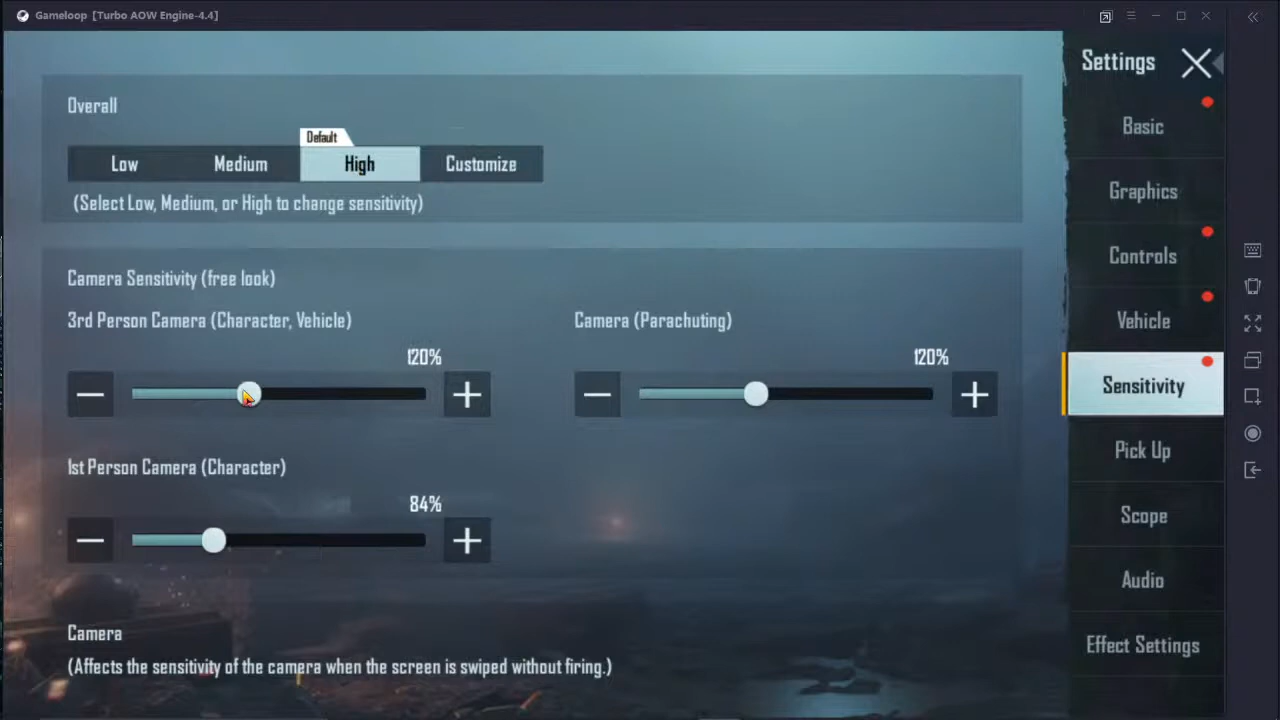 Gameloop [Turbo AOW Engine-4.4]
Settings
Overall
Default
Low Medium High Customize
(Select Low, Medium, or High to change sensitivity)
Camera Sensitivity (free look)
3rd Person Camera (Character, Vehicle)
120%
Camera (Parachuting)
120%
1st Person Camera (Character)
84%
Camera
(Affects the sensitivity of the camera when the screen is swiped without firing.)
Basic
Graphics
Controls
Vehicle
Sensitivity
Pick Up
Scope
Audio
Effect Settings